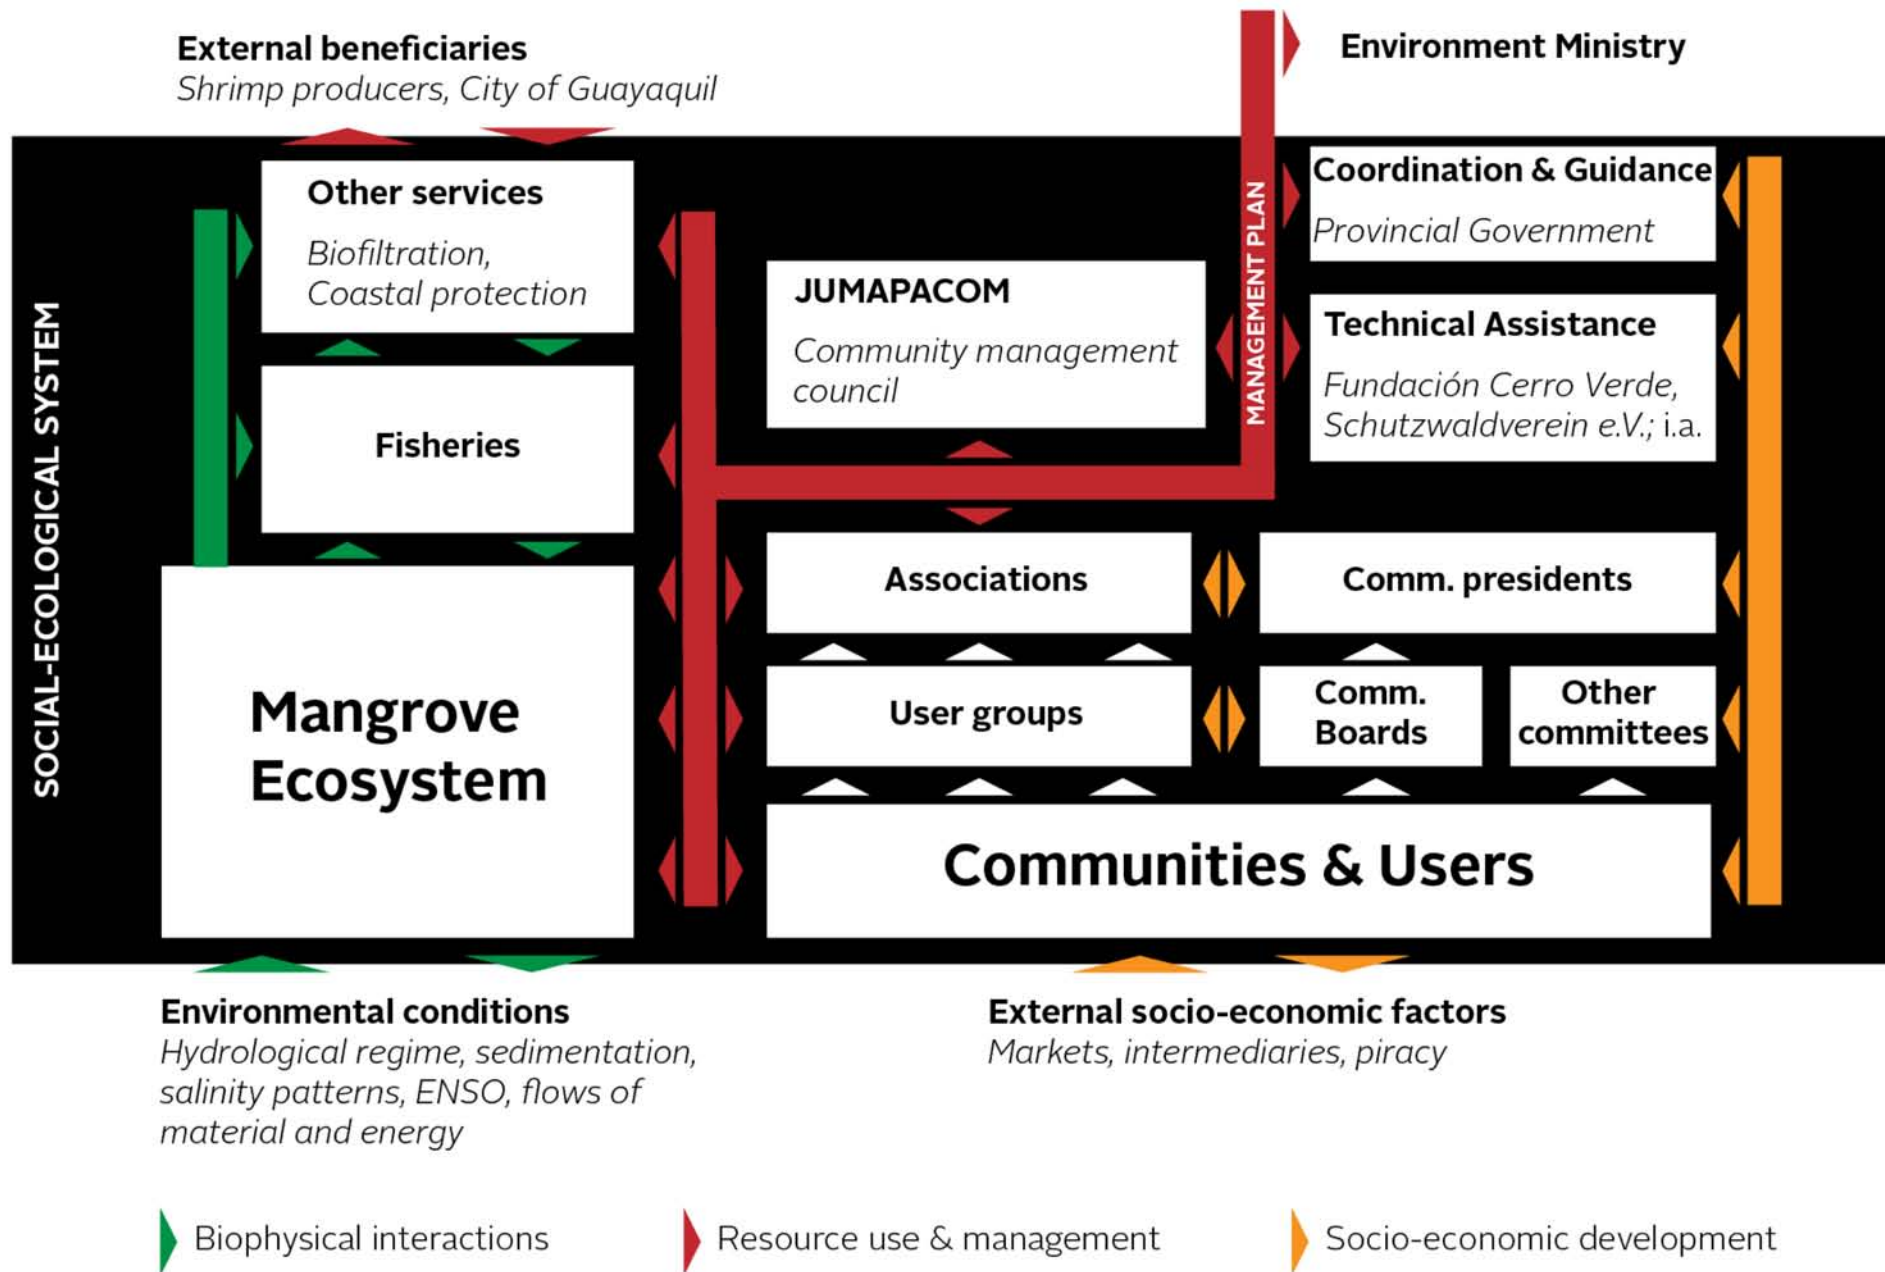 External beneficiaries
Shrimp producers, City of Guayaquil
Environment Ministry
SOCIAL-ECOLOGICAL SYSTEM
Other services
Biofiltration,
Coastal protection
Fisheries
Mangrove
Ecosystem
JUMAPACOM
Community management
council
MANAGEMENT PLAN
Coordination & Guidance
Provincial Government
Technical Assistance
Fundación Cerro Verde,
Schutzwaldverein e.V.; i.a.
Associations
Comm. presidents
User groups
Comm.
Boards
Other
committees
Communities & Users
Environmental conditions
Hydrological regime, sedimentation,
salinity patterns, ENSO, flows of
material and energy
External socio-economic factors
Markets, intermediaries, piracy
Biophysical interactions
Resource use & management
Socio-economic development